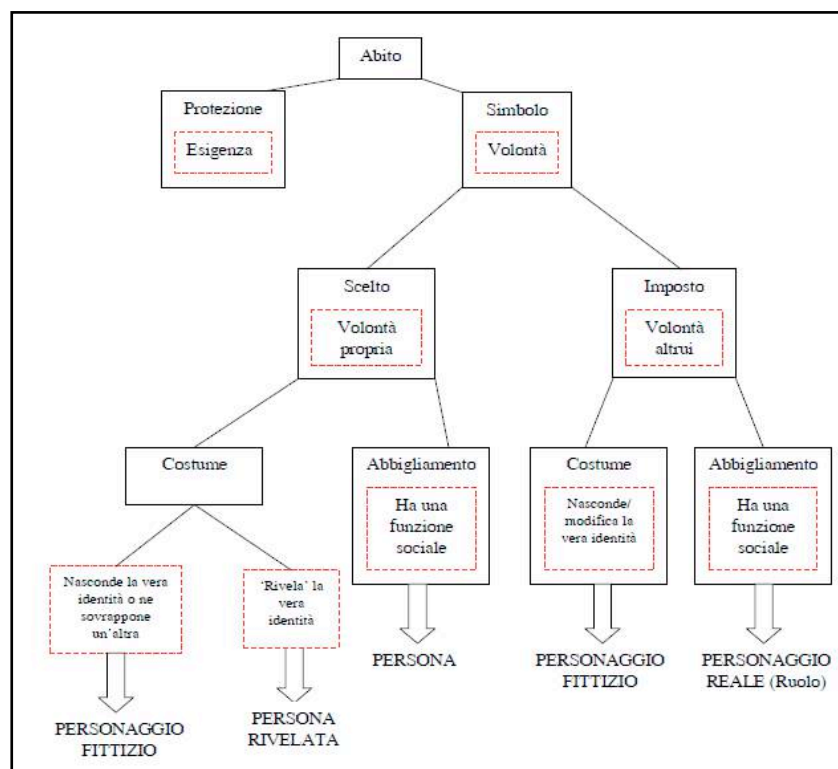 Abito
Protezione
Esigenza
Simbolo
Volontà
Scelto
Volontà
propria
Imposto
Volontà
altrui
Costume
Abbigliamento
Ha una
funzione
sociale
Costume
Nasconde/
modifica la
vera identità
Abbigliamento
Ha una
funzione
sociale
Nasconde la vera
identità o ne
sovrappone
un'altra
'Rivela' la
vera
identità
PERSONA
PERSONAGGIO
FITTIZIO
PERSONAGGIO
REALE (Ruolo)
PERSONAGGIO
FITTIZIO
PERSONA
RIVELATA